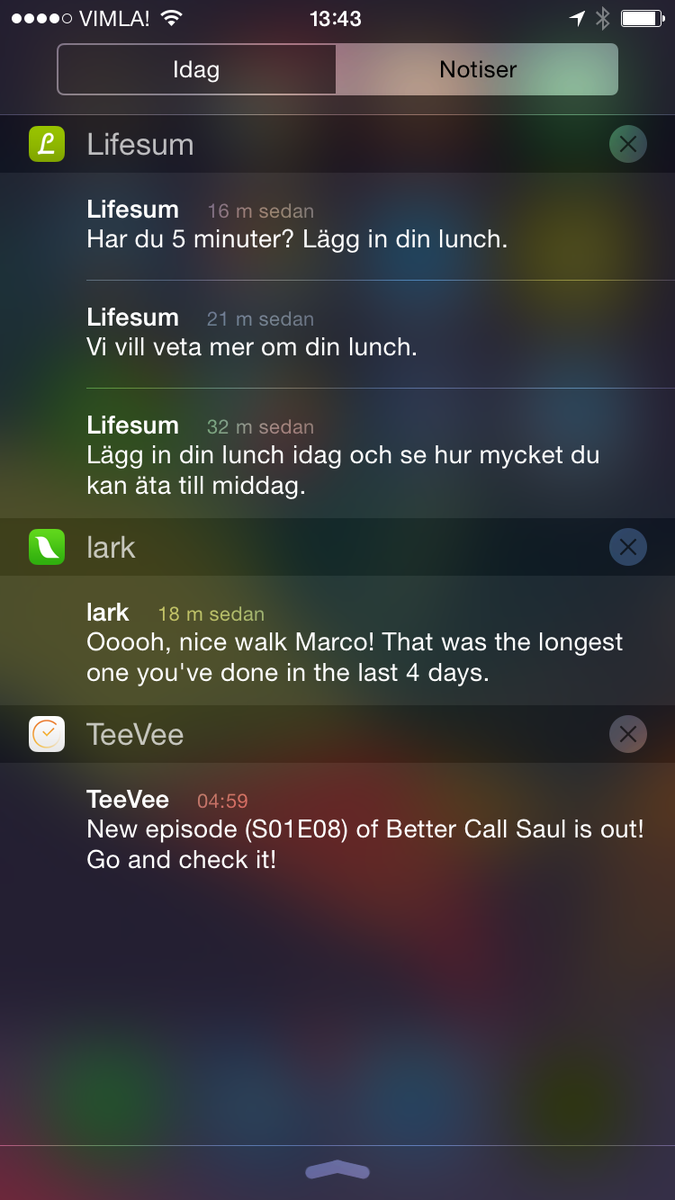 VIMLA! 13:43
Idag Notiser
Lifesum
Lifesum 16 m sedan
Har du 5 minuter? Lägg in din lunch.
Lifesum 21 m sedan
Vi vill veta mer om din lunch.
Lifesum 32 m sedan
Lägg in din lunch idag och se hur mycket du
kan äta till middag.
lark
lark 18 m sedan
Ooooh, nice walk Marco! That was the longest
one you've done in the last 4 days.
TeeVee
TeeVee 04:59
New episode (S01E08) of Better Call Saul is out!
Go and check it!